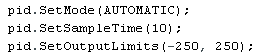 pid.SetMode(AUTOMATIC);
pid.SetSampleTime(10);
pid.SetOutputLimits(-250, 250);